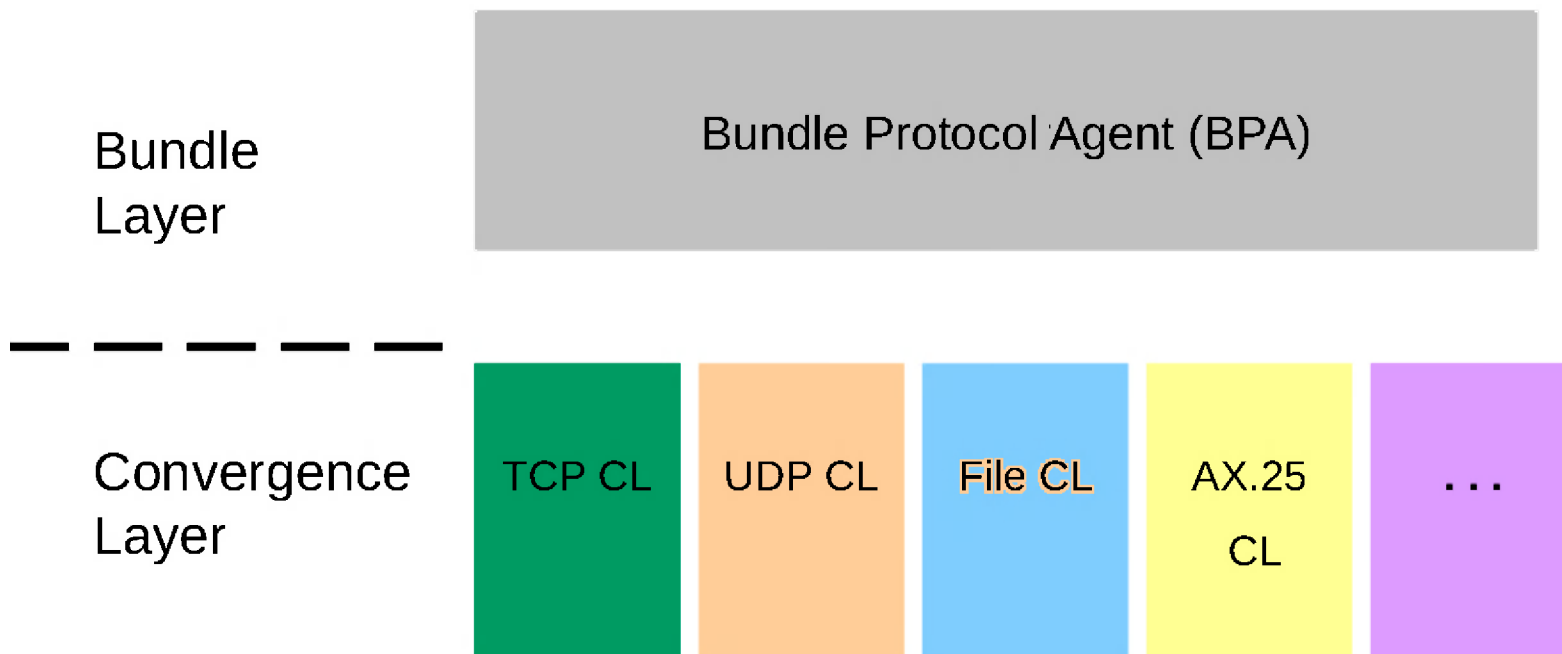 Bundle Protocol Agent (BPA)
Bundle
Layer
Convergence
Layer
TCP CL
UDP CL
File CL
AX.25
CL
...